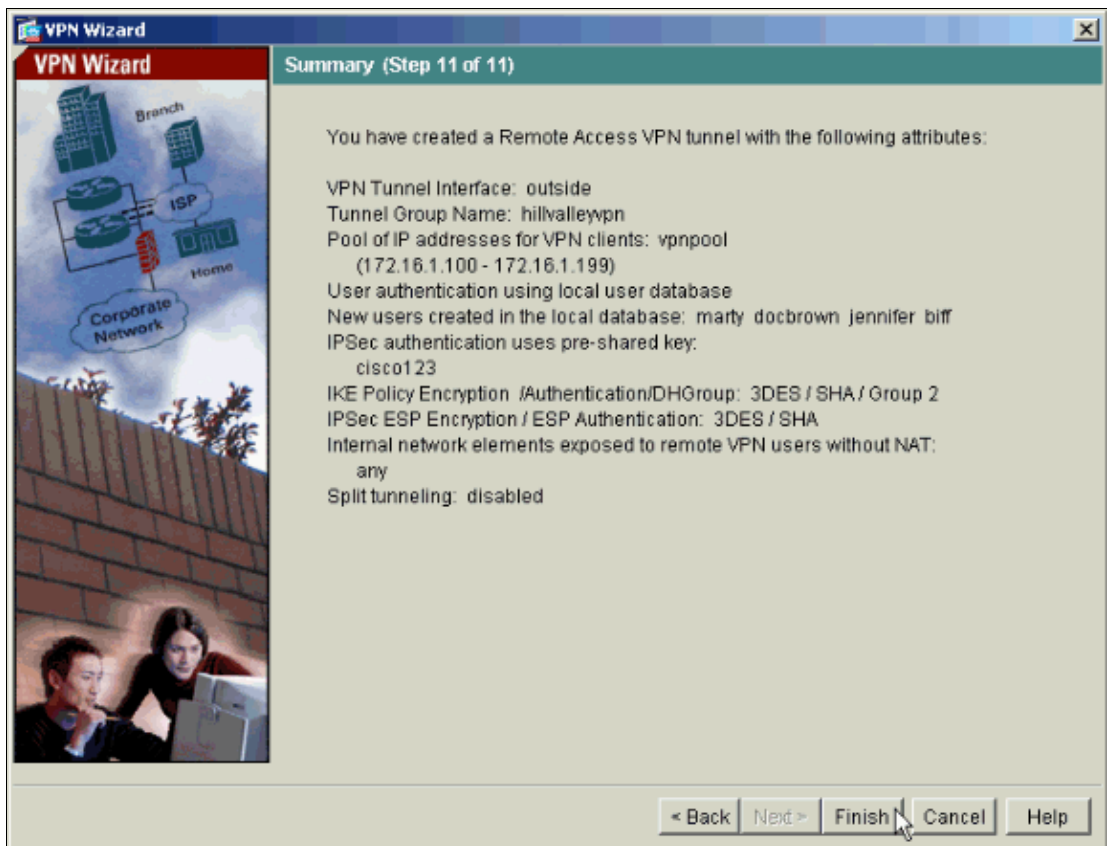 VPN Wizard
VPN Wizard
Summary (Step 11 of 11)
Branch
ISP
Home
Corporate
Network
You have created a Remote Access VPN tunnel with the following attributes:
VPN Tunnel Interface: outside
Tunnel Group Name: hillvalleyvpn
Pool of IP addresses for VPN clients: vpnpool
(172.16.1.100 - 172.16.1.199)
User authentication using local user database
New users created in the local database: marty docbrown jennifer biff
IPSec authentication uses pre-shared key:
cisco123
IKE Policy Encryption /Authentication/DHGroup: 3DES / SHA / Group 2
IPSec ESP Encryption / ESP Authentication: 3DES / SHA
Internal network elements exposed to remote VPN users without NAT:
any
Split tunneling: disabled
< Back Next > Finish Cancel Help